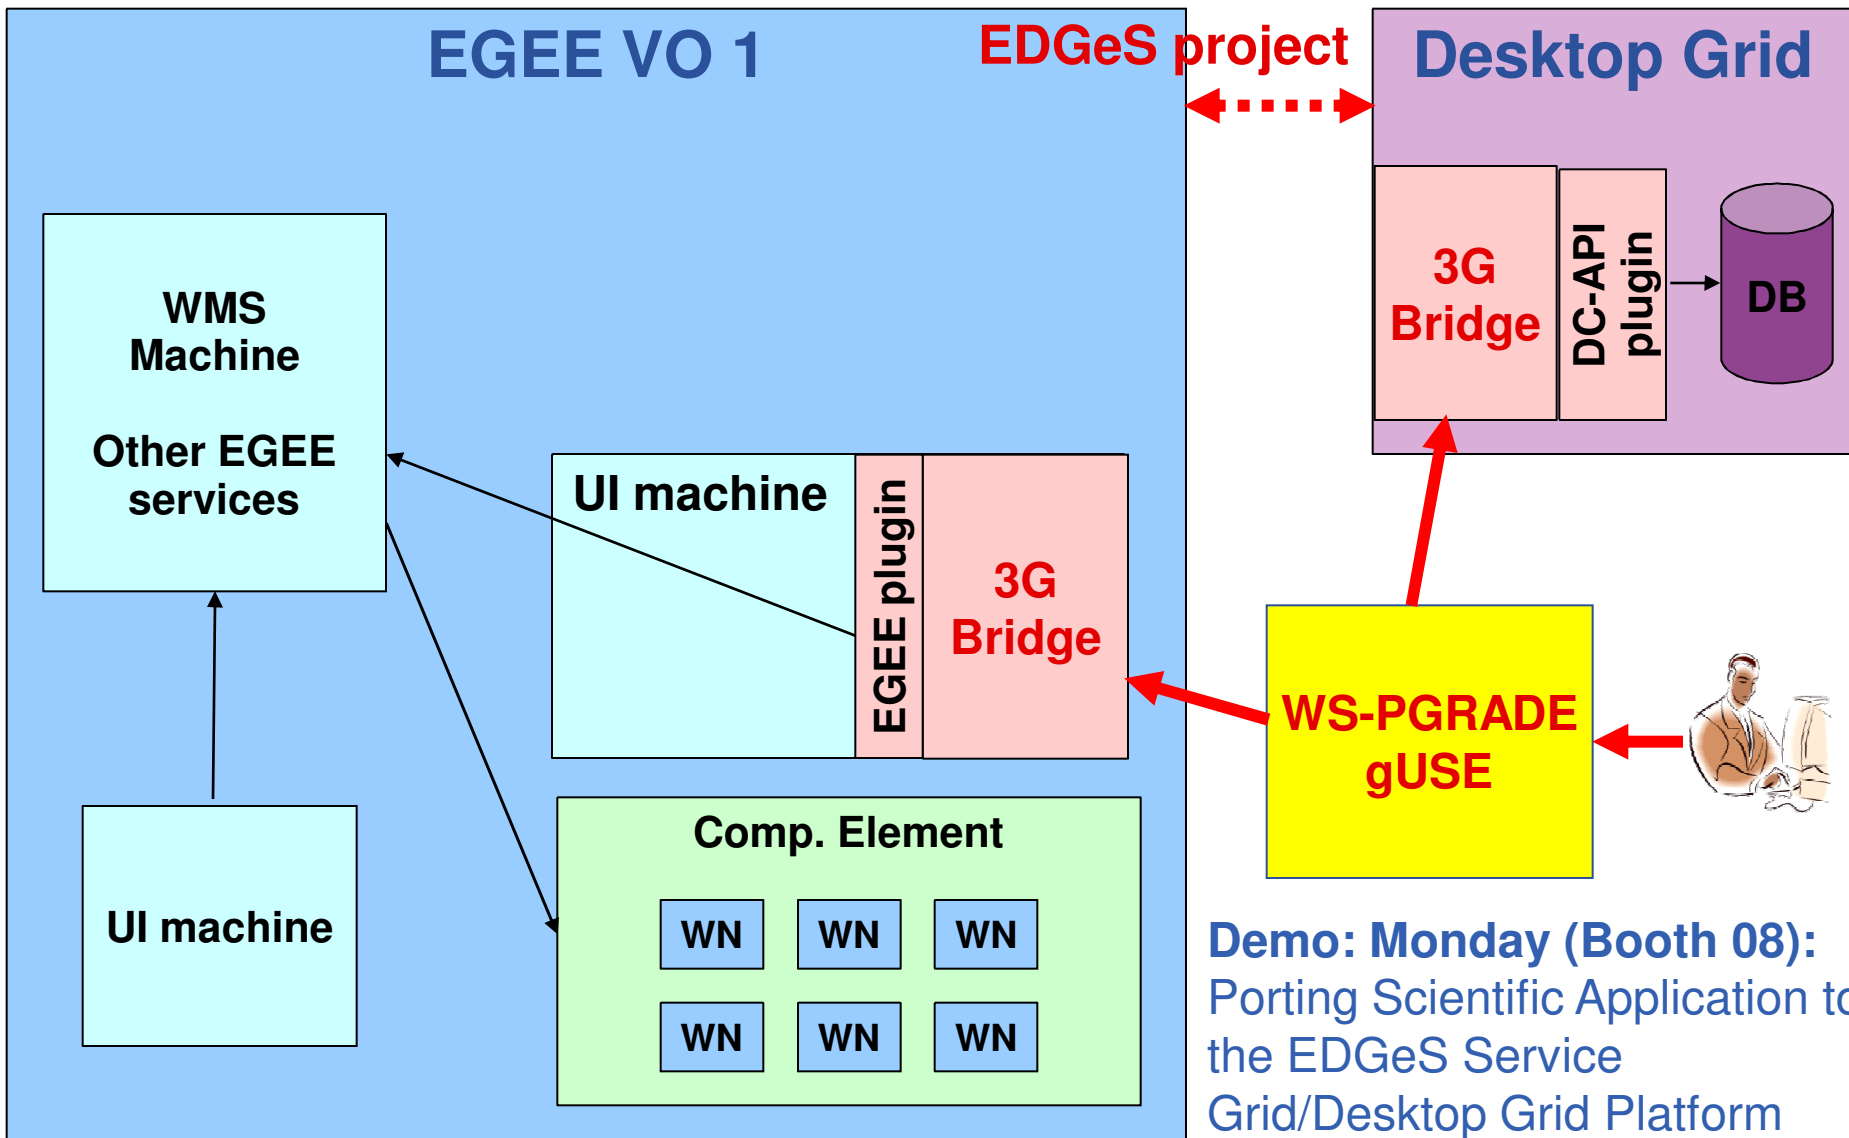 EGEE VO 1
EDGeS project
Desktop Grid
WMS
Machine
Other EGEE
services
UI machine
EGEE plugin
3G
Bridge
3G
Bridge
DC-API
plugin
DB
WS-PGRADE
gUSE
UI machine
Comp. Element
WN WN WN
WN WN WN
Demo: Monday (Booth 08):
Porting Scientific Application to
the EDGeS Service
Grid/Desktop Grid Platform